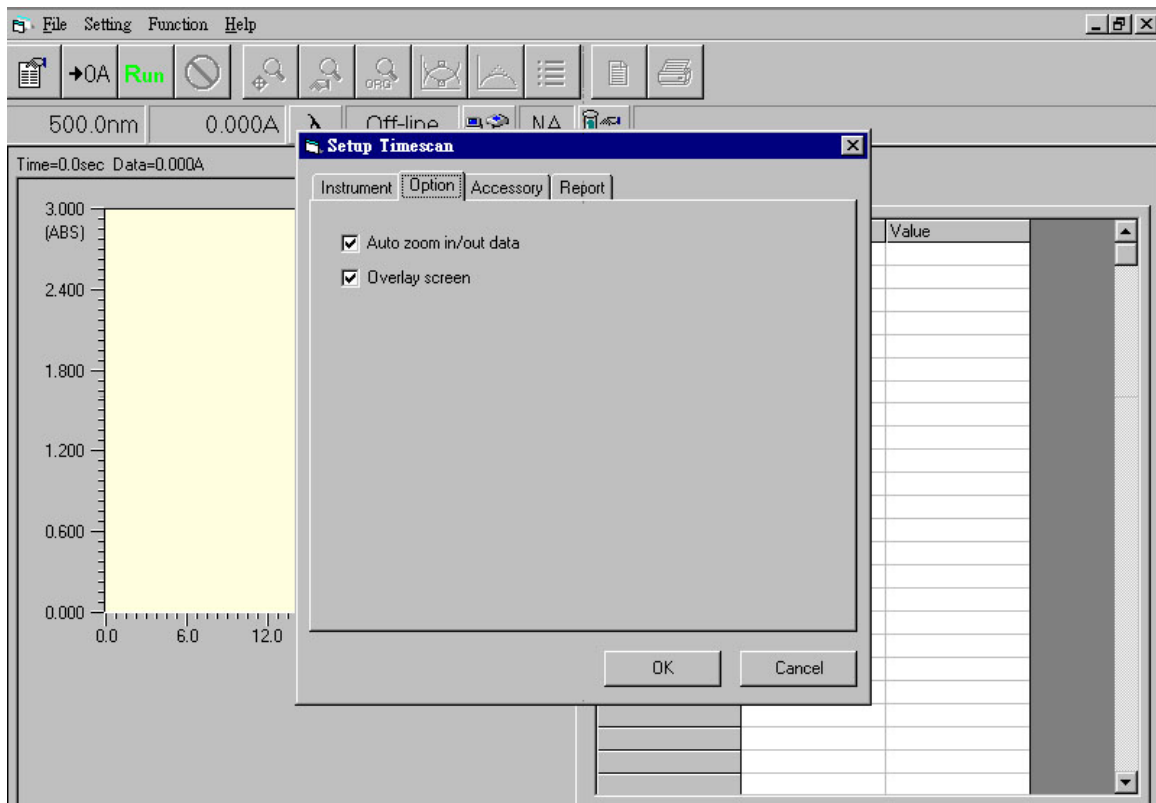 File Setting Function Help
→0A Run ORG
500.0nm 0.000A λ Off-line NA
Time=0.0sec Data=0.000A
Setup Timescan
Instrument Option Accessory Report
Auto zoom in/out data
Overlay screen
OK Cancel
3.000
(ABS)
2.400
1.800
1.200
0.600
0.000
0.0 6.0 12.0
Value